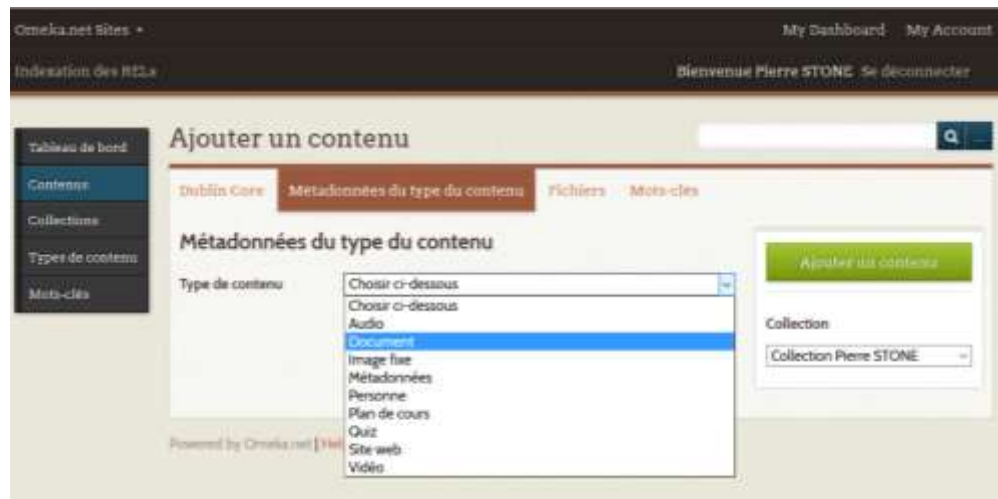 Omeka.net Sites
My Dashboard My Account
Indexation des RELs
Bienvenue Pierre STONE Se déconnecter
Tableau de bord
Contenus
Collections
Types de contenu
Mots-clés
Ajouter un contenu
Dublin Core Métadonnées du type du contenu Fichiers Mots-clés
Métadonnées du type du contenu
Type de contenu
Choisir ci-dessous
Choisir ci-dessous
Audio
Document
Image fixe
Métadonnées
Personne
Plan de cours
Quiz
Site web
Vidéo
Ajouter un contenu
Collection
Collection Pierre STONE
Powered by Omeka.net |